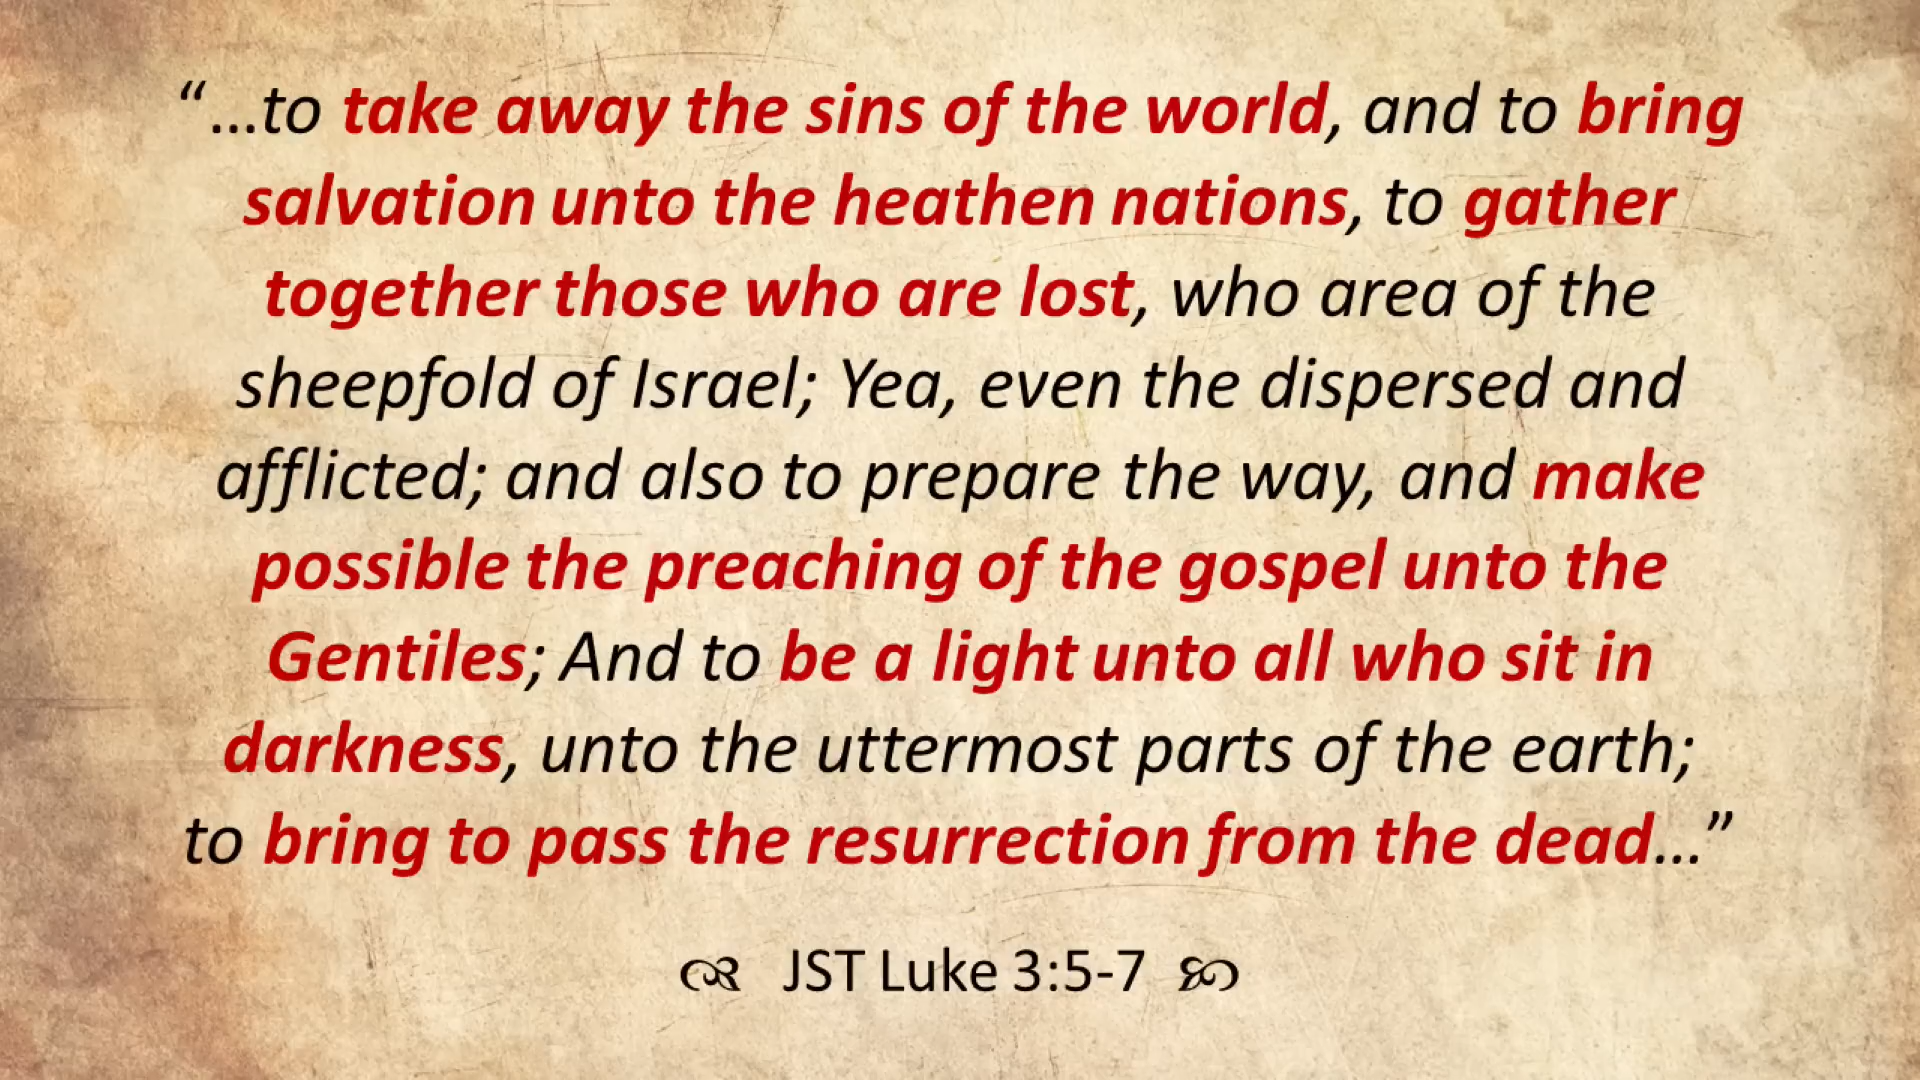 “...to take away the sins of the world, and to bring
salvation unto the heathen nations, to gather
together those who are lost, who area of the
sheepfold of Israel; Yea, even the dispersed and
afflicted; and also to prepare the way, and make
possible the preaching of the gospel unto the
Gentiles; And to be a light unto all who sit in
darkness, unto the uttermost parts of the earth;
to bring to pass the resurrection from the dead...”
JST Luke 3:5-7